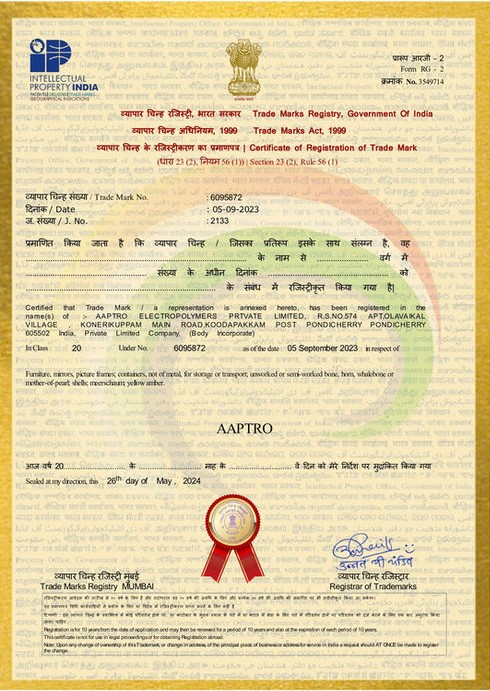 INTELLECTUAL
PROPERTY INDIA
PATENTS | DESIGNS | TRADE MARKS
GEOGRAPHICAL INDICATIONS
प्रारूप आरजी - 2
Form RG - 2
क्रमांक No. 3549714
व्यापार चिन्ह रजिस्ट्री, भारत सरकार Trade Marks Registry, Government Of India
व्यापार चिन्ह अधिनियम, 1999 Trade Marks Act, 1999
व्यापार चिन्ह के रजिस्ट्रीकरण का प्रमाणपत्र | Certificate of Registration of Trade Mark
(धारा 23 (2), नियम 56 (1)) | Section 23 (2), Rule 56 (1)
व्यापार चिन्ह संख्या / Trade Mark No. : 6095872
दिनांक / Date : 05-09-2023
ज. संख्या / J. No. : 2133
प्रमाणित किया जाता है कि व्यापार चिन्ह / जिसका प्रतिरूप इसके साथ संलग्न है, वह
के नाम से वर्ग में
संख्या के अधीन दिनांक को
के संबंध में रजिस्ट्रीकृत किया गया है|
Certified that Trade Mark / a representation is annexed hereto, has been registered in the
name(s) of :- AAPTRO ELECTROPOLYMERS PRTVATE LIMITED, R.S.NO.574 APTOLAVAIKAL
VILLAGE , KONERIKUPPAM MAIN ROAD,KOODAPAKKAM POST PONDICHERRY PONDICHERRY
605502 India, Private Limited Company, (Body Incorporate)
In Class 20 Under No. 6095872 as of the date 05 September 2023 in respect of
Furniture, mirrors, picture frames; containers, not of metal, for storage or transport; unworked or semi-worked bone, horn, whalebone or
mother-of-pearl; shells; meerschaum; yellow amber.
AAPTRO
आज वर्ष 20 के माह के वे दिन को मेरे निर्देश पर मुद्रांकित किया गया
Sealed at my direction, this 26th day of May , 2024
व्यापार चिन्ह रजिस्ट्री मुंबई
Trade Marks Registry MUMBAI
व्यापार चिन्ह रजिस्ट्रार
Registrar of Trademarks
Registration is for 10 years from the date of application and may then be renewed for a period of 10 years and also at the expiration of each period of 10 years.
This certificate is not for use in legal proceedings or for obtaining Registration abroad.
Note: Upon any change of ownership of this Trademark, or change in address, of the principal place of business or address for service in India a request should AT ONCE be made to register
the change.